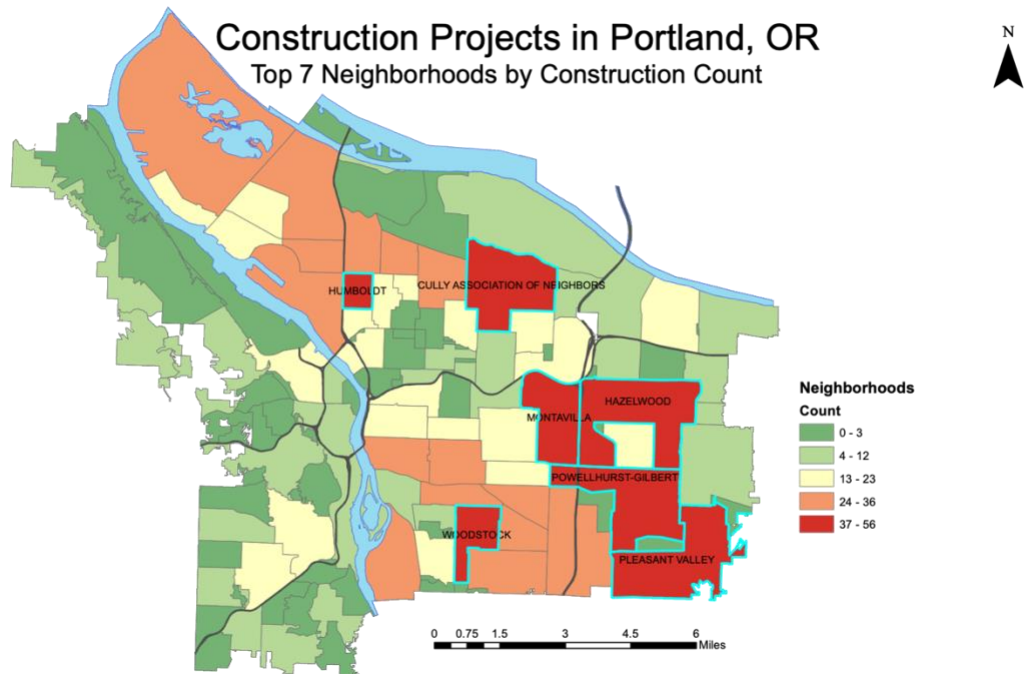 Construction Projects in Portland, OR
Top 7 Neighborhoods by Construction Count
N
HUMBOLDT
CULLY ASSOCIATION OF NEIGHBORS
MONTAVILLA
HAZELWOOD
POWELLHURST-GILBERT
WOODSTOCK
PLEASANT VALLEY
Neighborhoods
Count
0 - 3
4 - 12
13 - 23
24 - 36
37 - 56
0 0.75 1.5 3 4.5 6
Miles